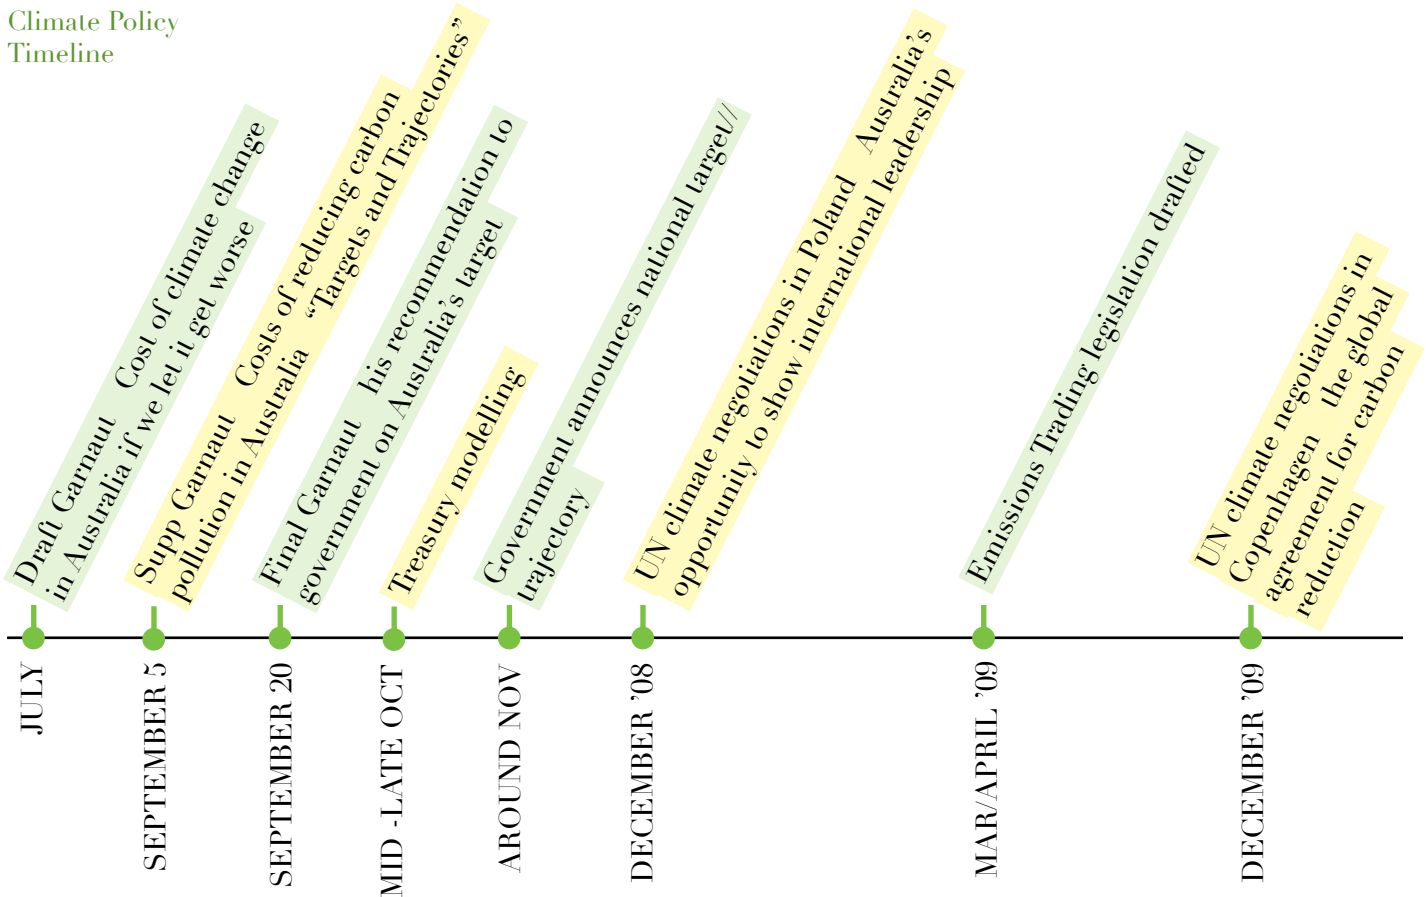 Climate Policy
Timeline
Draft Garnaut Cost of climate change
in Australia if we let it get worse
Supp Garnaut Costs of reducing carbon
pollution in Australia “Targets and Trajectories”
Final Garnaut his recommendation to
government on Australia’s target
Treasury modelling
Government announces national target//
trajectory
UN climate negotiations in Poland Australia’s
opportunity to show international leadership
Emissions Trading legislation drafted
UN climate negotiations in
Copenhagen the global
agreement for carbon
reduction
JULY
SEPTEMBER 5
SEPTEMBER 20
MID -LATE OCT
AROUND NOV
DECEMBER ’08
MAR/APRIL ’09
DECEMBER ’09